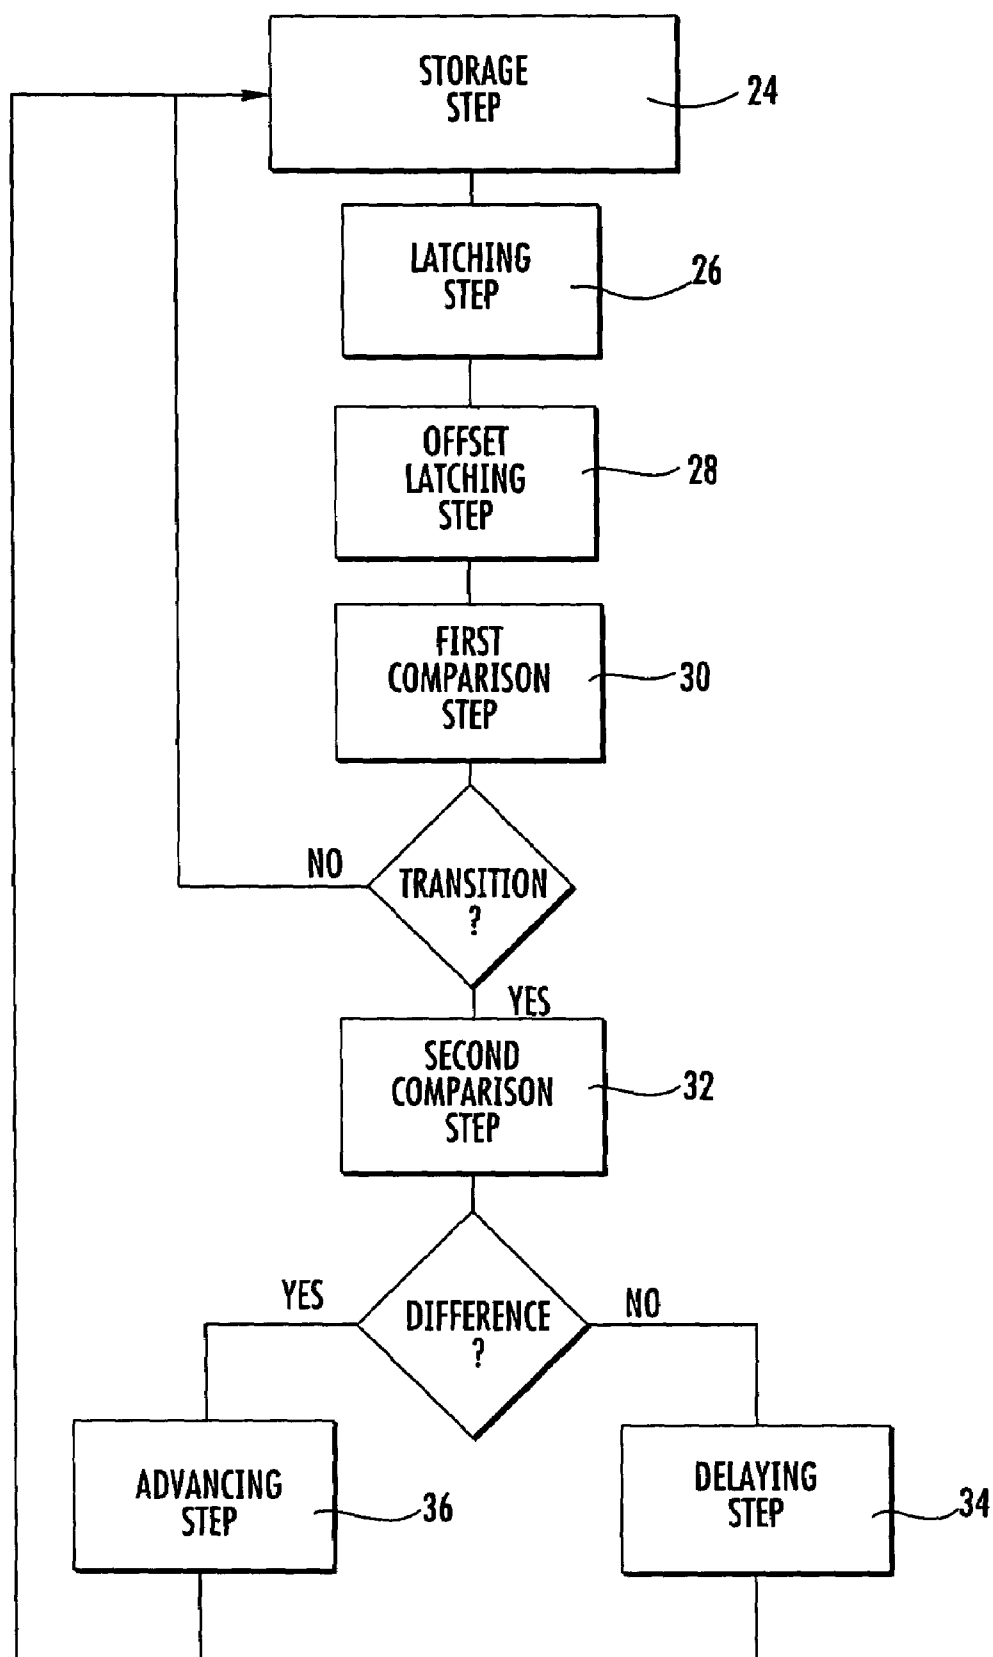 STORAGE
STEP
24
LATCHING
STEP
26
OFFSET
LATCHING
STEP
28
FIRST
COMPARISON
STEP
30
NO
TRANSITION
?
YES
SECOND
COMPARISON
STEP
32
YES
DIFFERENCE
?
NO
ADVANCING
STEP
36
DELAYING
STEP
34